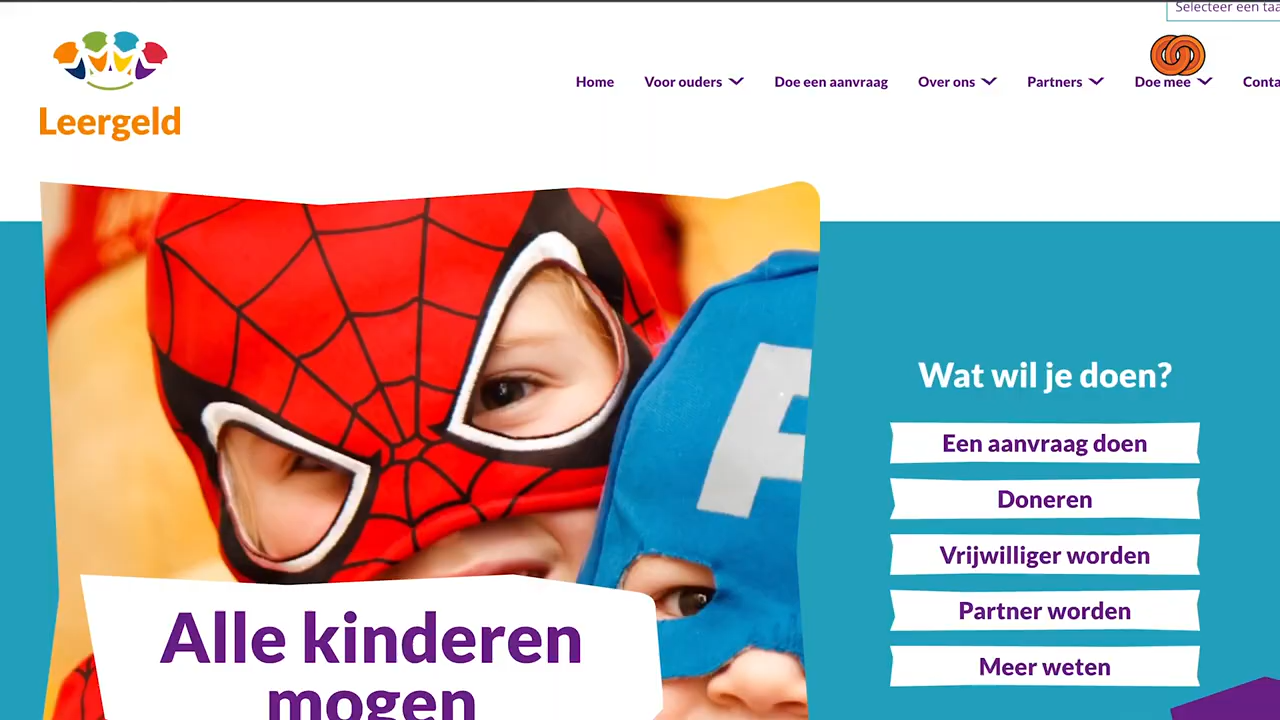 Selecteer een taa
Leergeld
Home Voor ouders Doe een aanvraag Over ons Partners Doe mee Conta
Wat wil je doen?
Een aanvraag doen
Doneren
Vrijwilliger worden
Partner worden
Meer weten
A
Alle kinderen
mogen